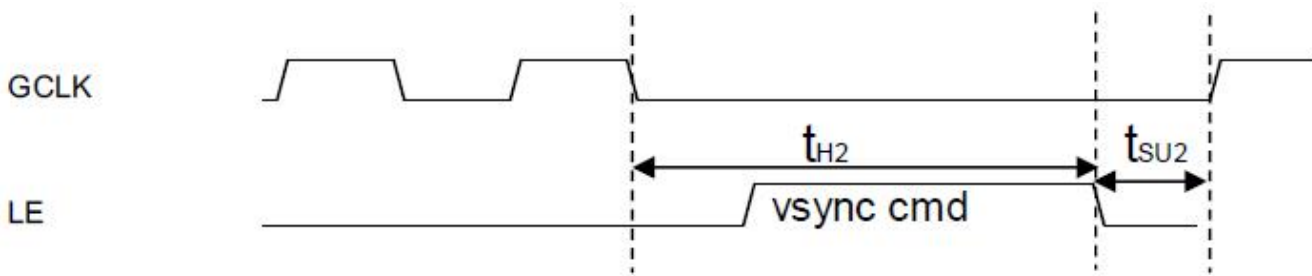 GCLK
tH2
tSU2
LE
vsync cmd